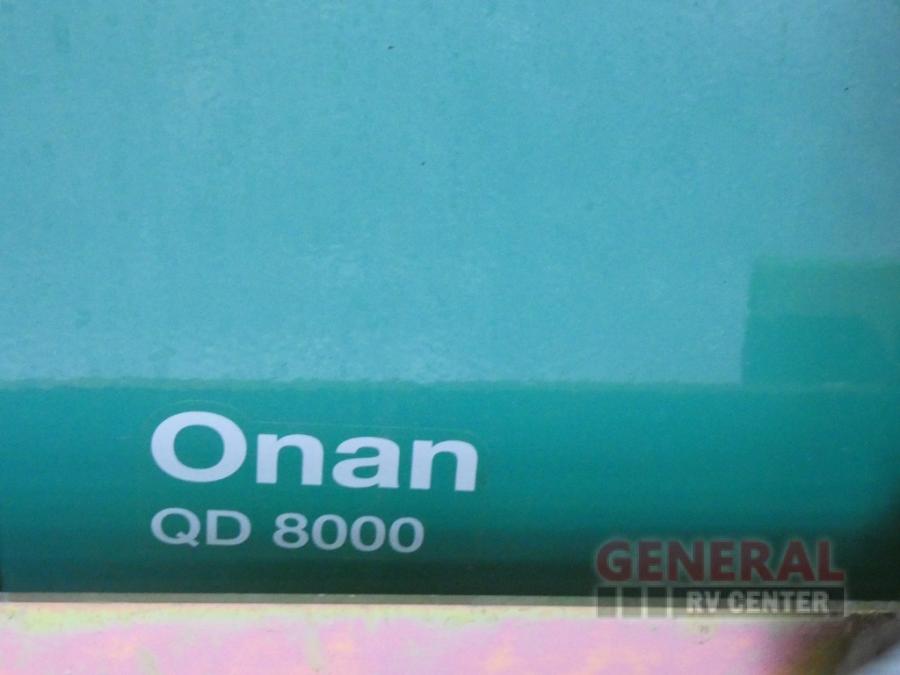 Onan
QD 8000
GENERAL
RV CENTER